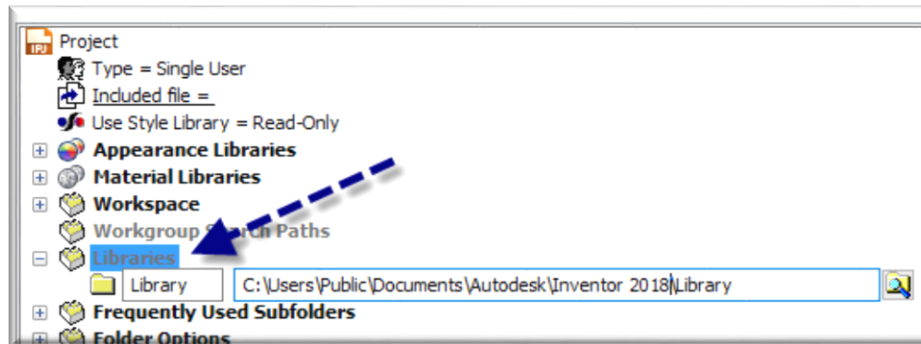 IPJ Project
Type = Single User
Included file =
Use Style Library = Read-Only
Appearance Libraries
Material Libraries
Workspace
Workgroup Search Paths
Libraries
Library C:\Users\Public\Documents\Autodesk\Inventor 2018\Library
Frequently Used Subfolders
Folder Options